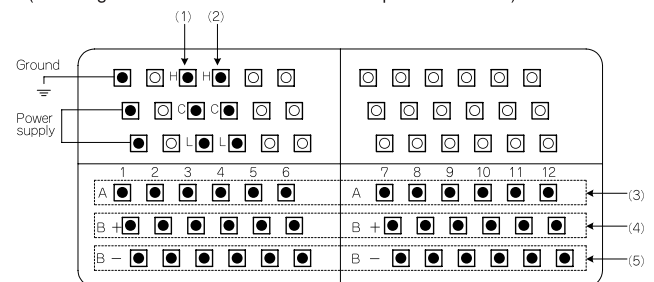 (1) (2)
Ground
H H
C C
Power supply
L L
1 2 3 4 5 6 7 8 9 10 11 12
A A (3)
B + B + (4)
B − B − (5)